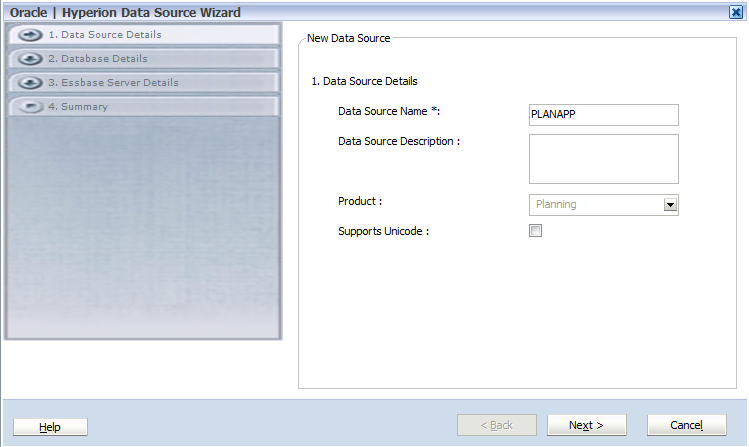 Oracle | Hyperion Data Source Wizard
1. Data Source Details
2. Database Details
3. Essbase Server Details
4. Summary
New Data Source
1. Data Source Details
Data Source Name *: PLANAPP
Data Source Description :
Product : Planning
Supports Unicode :
Help < Back Next > Cancel